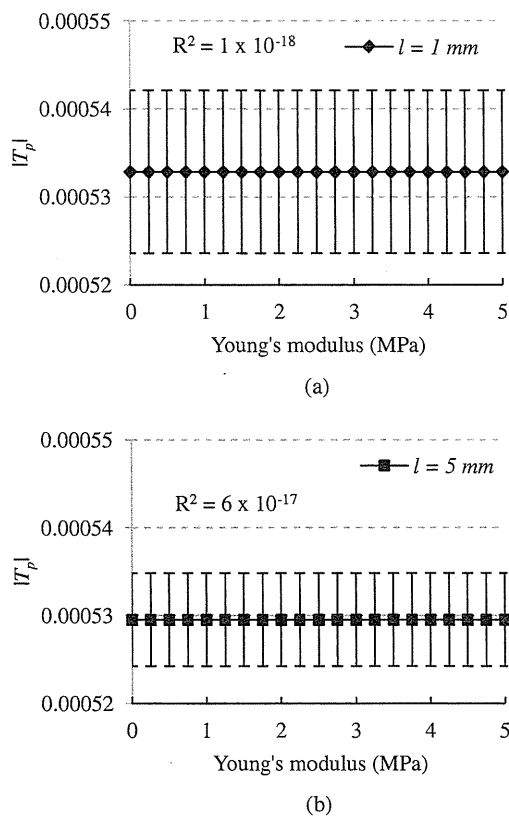 0.00055
R² = 1 x 10⁻¹⁸
l = 1 mm
0.00054
|Tₚ|
0.00053
0.00052
0 1 2 3 4 5
Young's modulus (MPa)
(a)
0.00055
l = 5 mm
R² = 6 x 10⁻¹⁷
0.00054
|Tₚ|
0.00053
0.00052
0 1 2 3 4 5
Young's modulus (MPa)
(b)